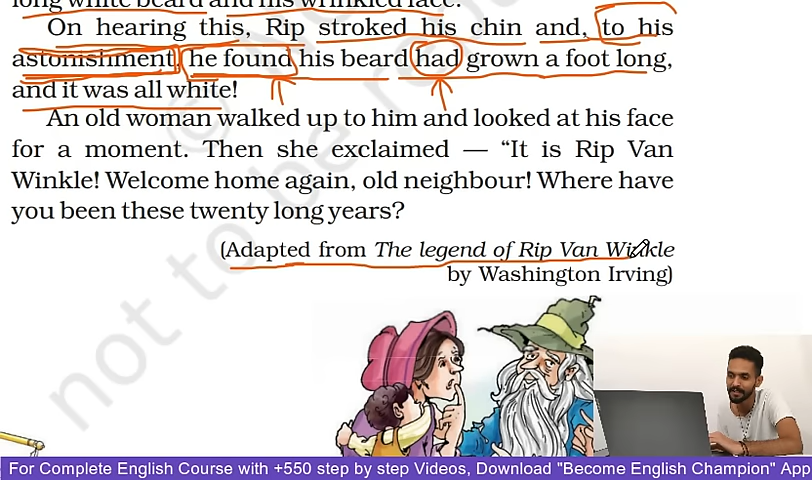 long white beard and his wrinkled face.
On hearing this, Rip stroked his chin and, to his
astonishment, he found his beard had grown a foot long,
and it was all white!
An old woman walked up to him and looked at his face
for a moment. Then she exclaimed — “It is Rip Van
Winkle! Welcome home again, old neighbour! Where have
you been these twenty long years?
(Adapted from The legend of Rip Van Winkle
by Washington Irving)
not to be
For Complete English Course with +550 step by step Videos, Download "Become English Champion" App